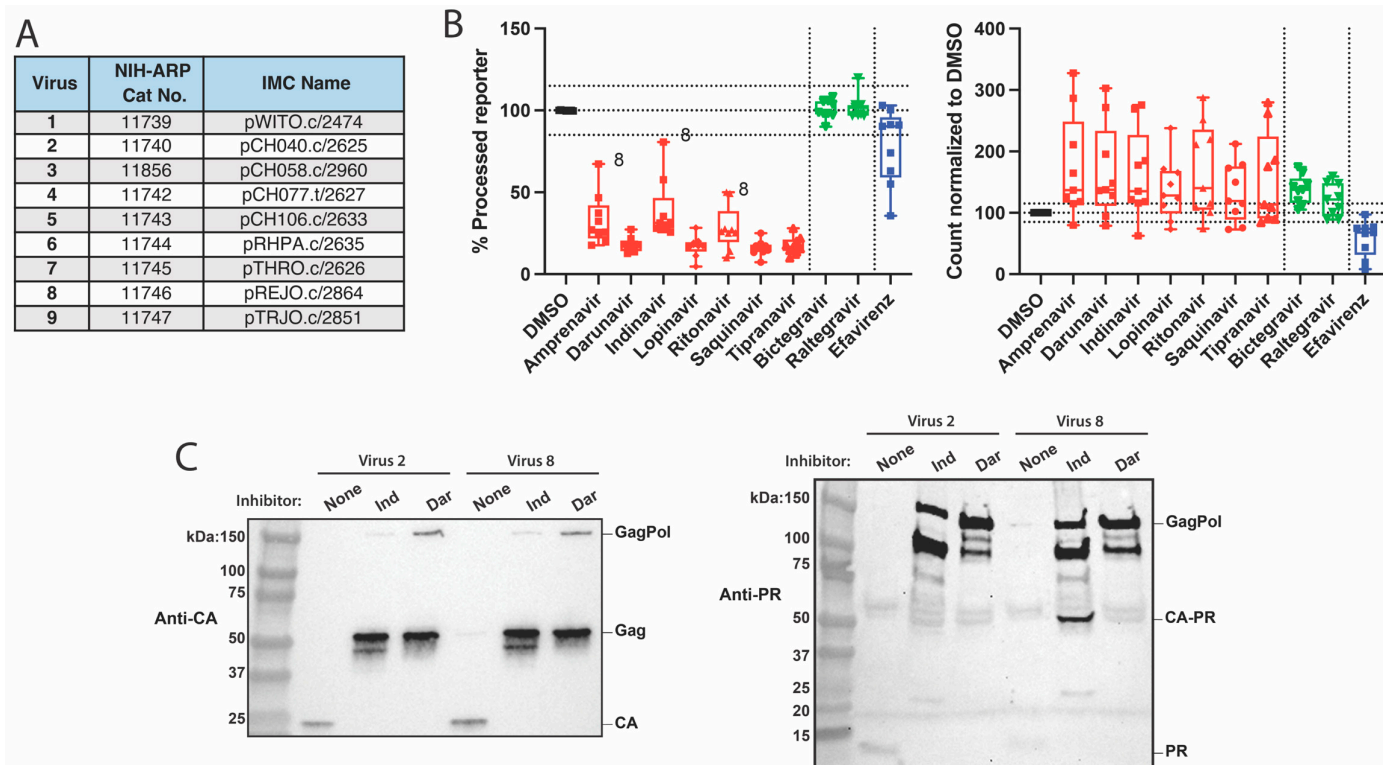 A
Virus NIH-ARP Cat No. IMC Name
1 11739 pWITO.c/2474
2 11740 pCH040.c/2625
3 11856 pCH058.c/2960
4 11742 pCH077.t/2627
5 11743 pCH106.c/2633
6 11744 pRHPA.c/2635
7 11745 pTHRO.c/2626
8 11746 pREJO.c/2864
9 11747 pTRJO.c/2851
B
% Processed reporter
150
100
50
0
8
8
8
DMSO
Amprenavir
Darunavir
Indinavir
Lopinavir
Ritonavir
Saquinavir
Tipranavir
Bictegravir
Raltegravir
Efavirenz
Count normalized to DMSO
400
300
200
100
0
DMSO
Amprenavir
Darunavir
Indinavir
Lopinavir
Ritonavir
Saquinavir
Tipranavir
Bictegravir
Raltegravir
Efavirenz
C
Virus 2 Virus 8
Inhibitor: None Ind Dar None Ind Dar
kDa:150
100
75
50
37
25
Anti-CA
GagPol
Gag
CA
Virus 2 Virus 8
Inhibitor: None Ind Dar None Ind Dar
kDa:150
100
75
50
37
25
20
15
Anti-PR
GagPol
CA-PR
PR